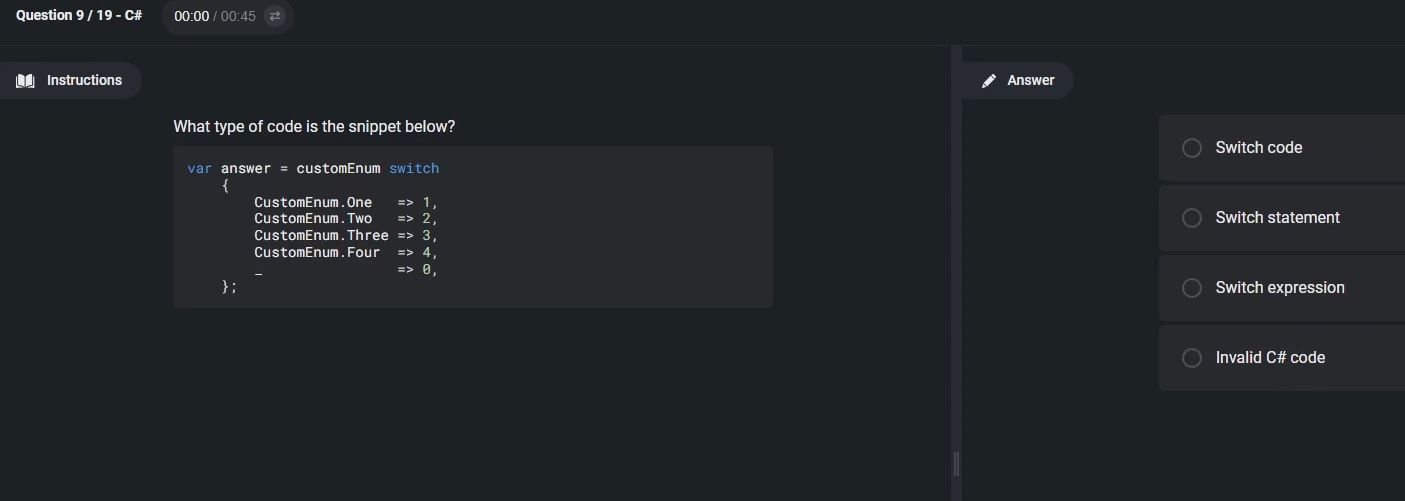 Question 9 / 19 - C#
00:00 / 00:45
Instructions
What type of code is the snippet below?
var answer = customEnum switch
    {
        CustomEnum.One   => 1,
        CustomEnum.Two   => 2,
        CustomEnum.Three => 3,
        CustomEnum.Four  => 4,
        _                => 0,
    };
Answer
Switch code
Switch statement
Switch expression
Invalid C# code